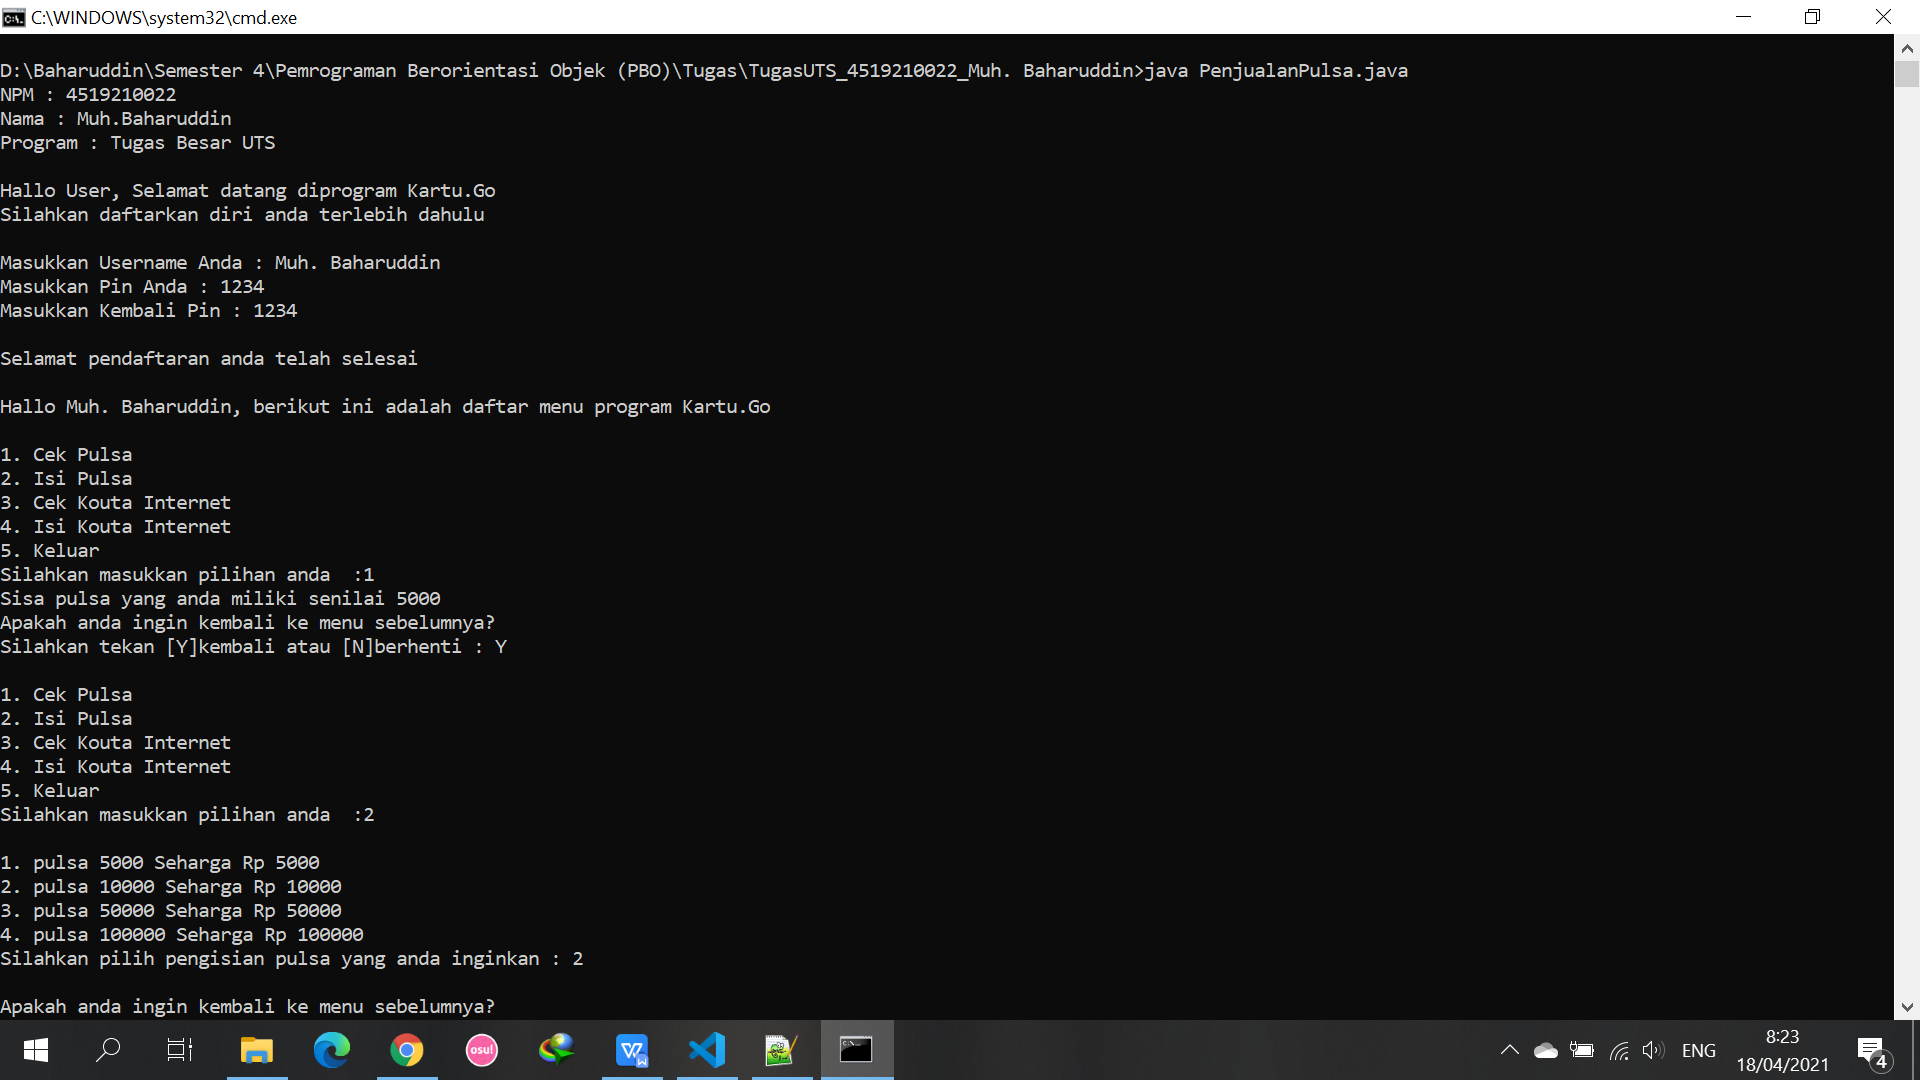 C:\WINDOWS\system32\cmd.exe
D:\Baharuddin\Semester 4\Pemrograman Berorientasi Objek (PBO)\Tugas\TugasUTS_4519210022_Muh. Baharuddin>java PenjualanPulsa.java
NPM : 4519210022
Nama : Muh.Baharuddin
Program : Tugas Besar UTS
Hallo User, Selamat datang diprogram Kartu.Go
Silahkan daftarkan diri anda terlebih dahulu
Masukkan Username Anda : Muh. Baharuddin
Masukkan Pin Anda : 1234
Masukkan Kembali Pin : 1234
Selamat pendaftaran anda telah selesai
Hallo Muh. Baharuddin, berikut ini adalah daftar menu program Kartu.Go
1. Cek Pulsa
2. Isi Pulsa
3. Cek Kouta Internet
4. Isi Kouta Internet
5. Keluar
Silahkan masukkan pilihan anda  :1
Sisa pulsa yang anda miliki senilai 5000
Apakah anda ingin kembali ke menu sebelumnya?
Silahkan tekan [Y]kembali atau [N]berhenti : Y
1. Cek Pulsa
2. Isi Pulsa
3. Cek Kouta Internet
4. Isi Kouta Internet
5. Keluar
Silahkan masukkan pilihan anda  :2
1. pulsa 5000 Seharga Rp 5000
2. pulsa 10000 Seharga Rp 10000
3. pulsa 50000 Seharga Rp 50000
4. pulsa 100000 Seharga Rp 100000
Silahkan pilih pengisian pulsa yang anda inginkan : 2
Apakah anda ingin kembali ke menu sebelumnya?
osu!
W
ENG
8:23
18/04/2021
4